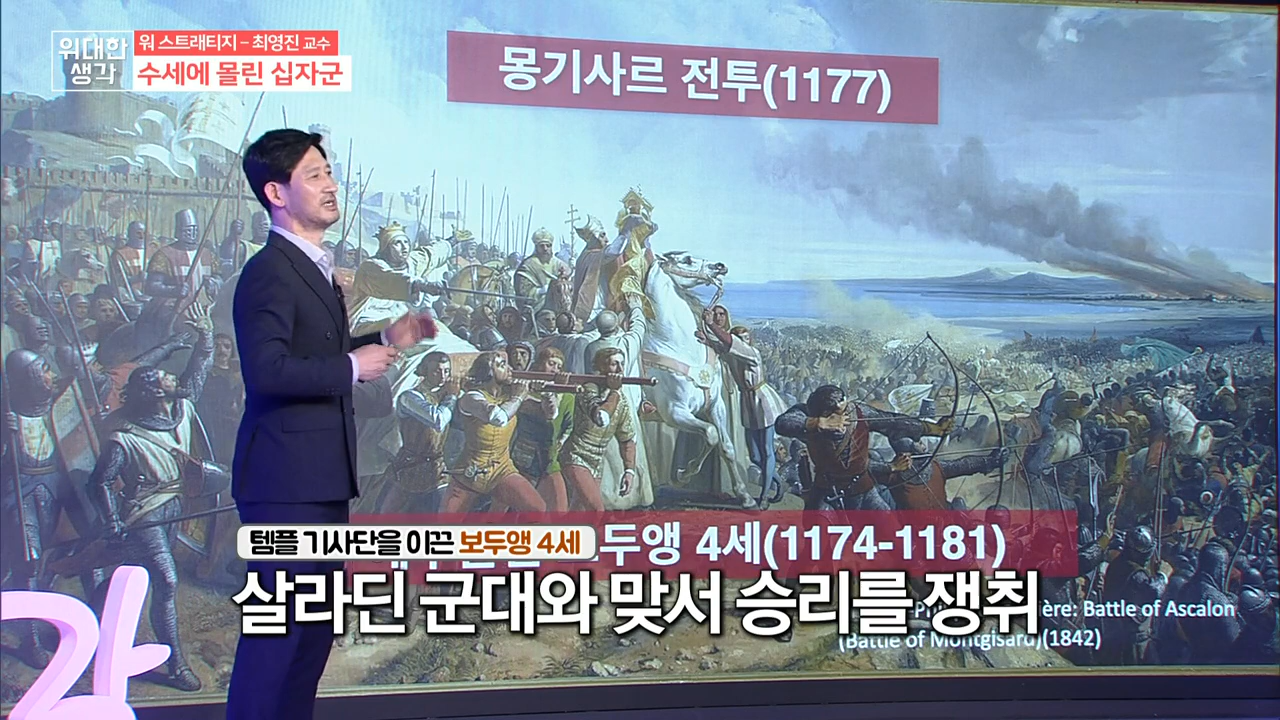 위대한
생각
워 스트래티지 – 최영진 교수
수세에 몰린 십자군
몽기사르 전투(1177)
두앵 4세(1174-1181)
템플 기사단을 이끈 보두앵 4세
살라딘 군대와 맞서 승리를 쟁취
ère: Battle of Ascalon
(Battle of Montgisard)(1842)
각